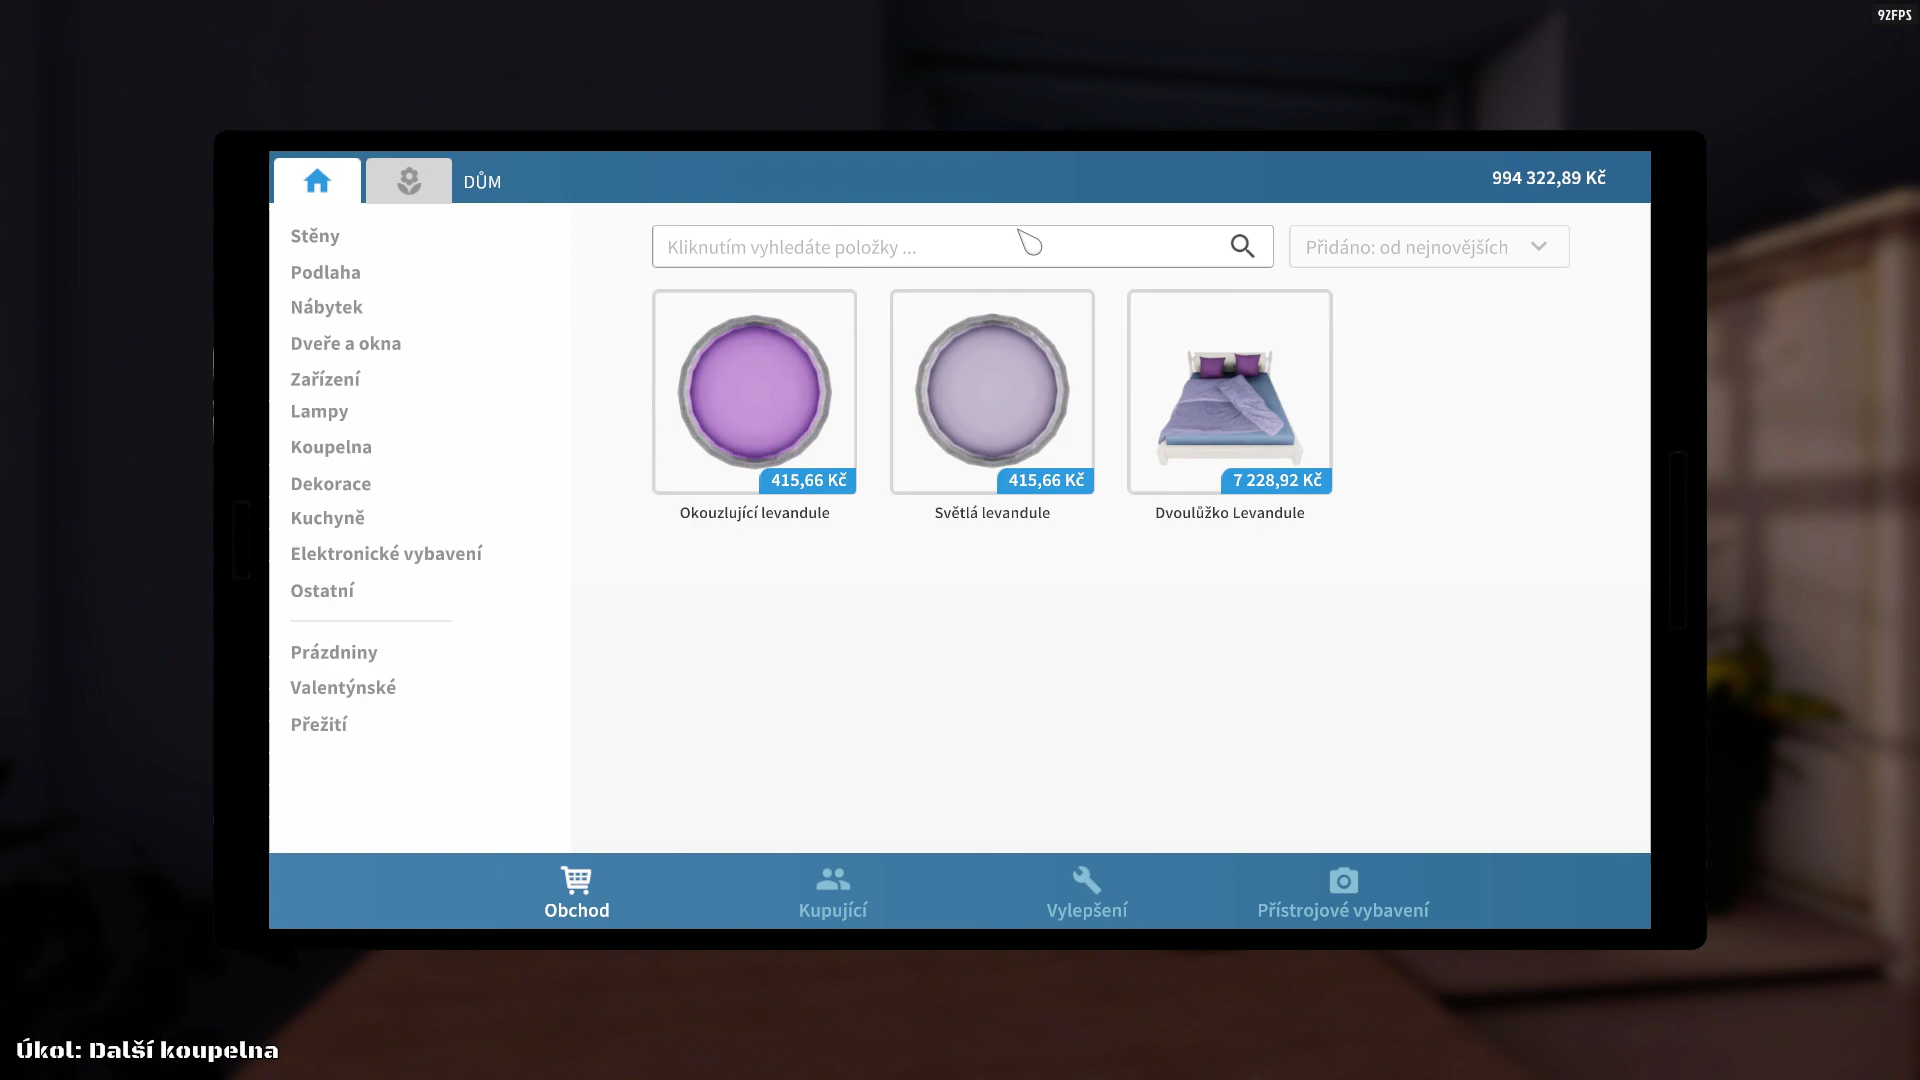 92FPS
DŮM
994 322,89 Kč
Stěny
Podlaha
Nábytek
Dveře a okna
Zařízení
Lampy
Koupelna
Dekorace
Kuchyně
Elektronické vybavení
Ostatní
Prázdniny
Valentýnské
Přežití
Kliknutím vyhledáte položky ...
Přidáno: od nejnovějších
415,66 Kč
415,66 Kč
7 228,92 Kč
Okouzlující levandule
Světlá levandule
Dvoulůžko Levandule
Obchod
Kupující
Vylepšení
Přístrojové vybavení
Úkol: Další koupelna